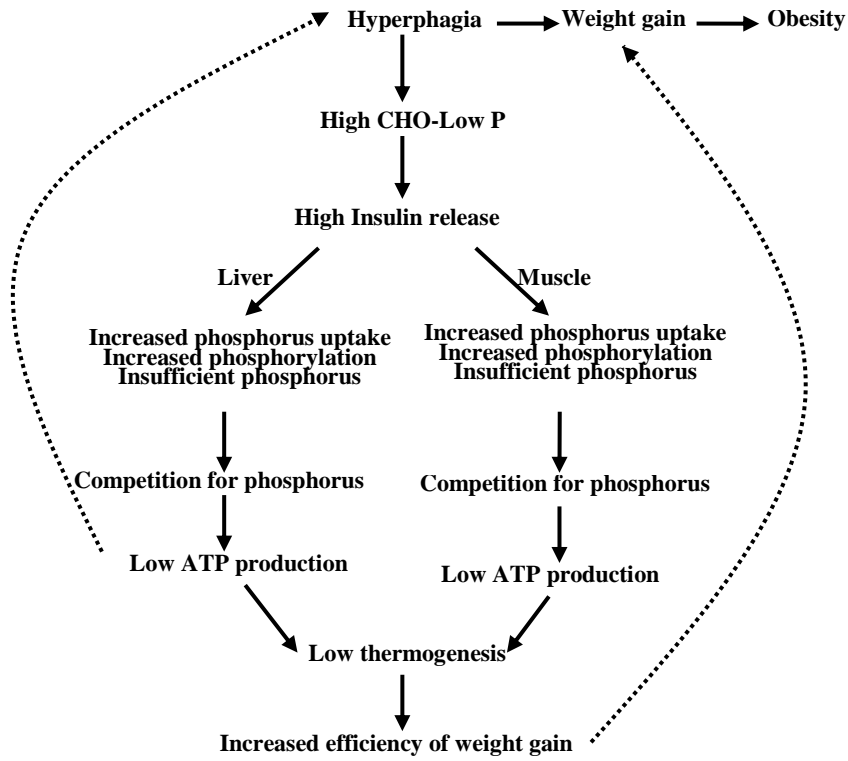 Hyperphagia Weight gain Obesity
High CHO-Low P
High Insulin release
Liver Muscle
Increased phosphorus uptake
Increased phosphorylation
Insufficient phosphorus
Increased phosphorus uptake
Increased phosphorylation
Insufficient phosphorus
Competition for phosphorus Competition for phosphorus
Low ATP production Low ATP production
Low thermogenesis
Increased efficiency of weight gain